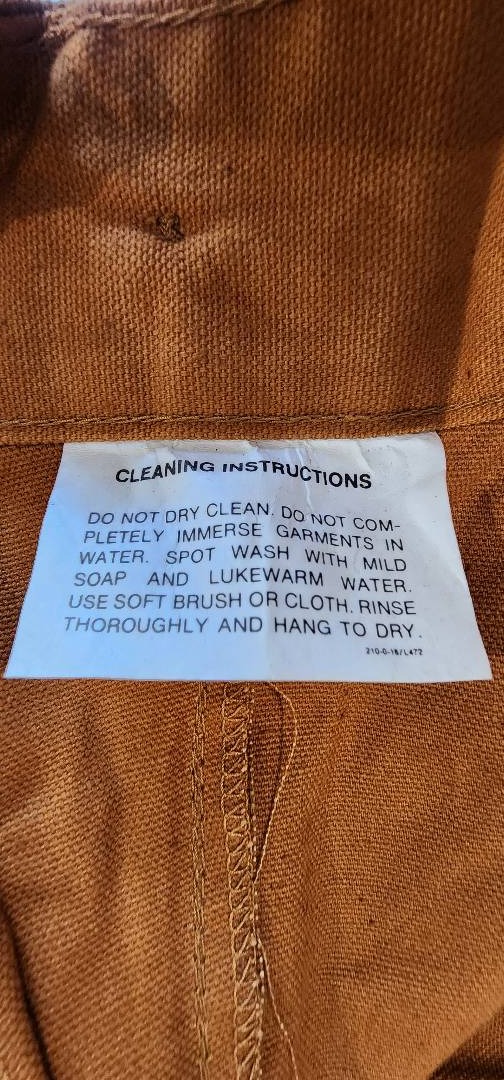 CLEANING INSTRUCTIONS
DO NOT DRY CLEAN. DO NOT COM-
PLETELY IMMERSE GARMENTS IN
WATER. SPOT WASH WITH MILD
SOAP AND LUKEWARM WATER.
USE SOFT BRUSH OR CLOTH. RINSE
THOROUGHLY AND HANG TO DRY.
210-0-16/L472